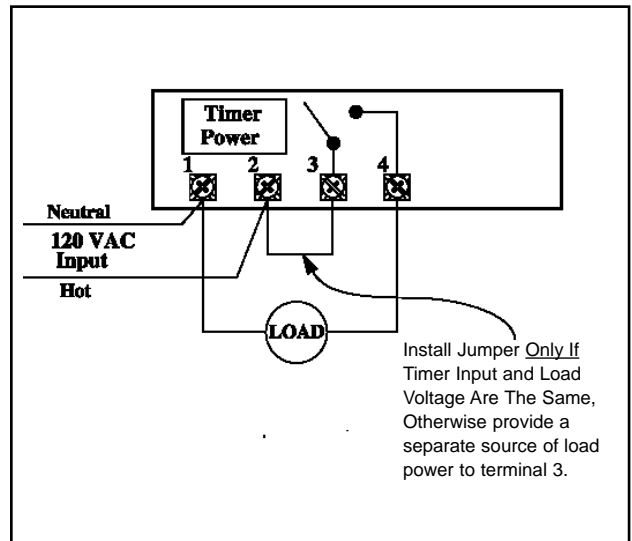 Timer
Power
1 2 3 4
Neutral
120 VAC
Input
Hot
LOAD
Install Jumper Only If
Timer Input and Load
Voltage Are The Same,
Otherwise provide a
separate source of load
power to terminal 3.